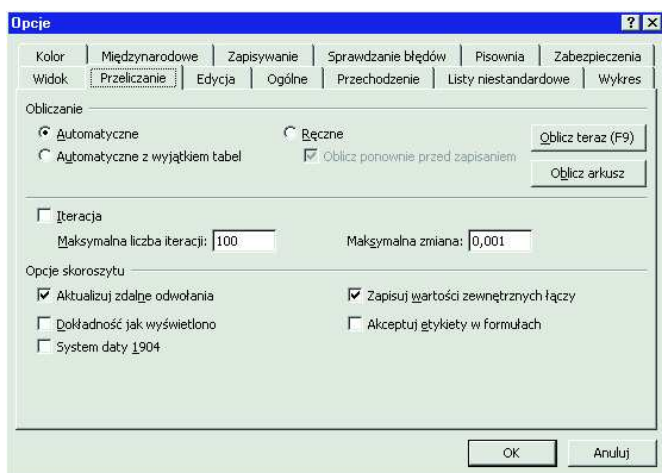 Opcje
Kolor Międzynarodowe Zapisywanie Sprawdzanie błędów Pisownia Zabezpieczenia
Widok Przeliczanie Edycja Ogólne Przechodzenie Listy niestandardowe Wykres
Obliczanie
Automatyczne Ręczne Oblicz teraz (F9)
Automatyczne z wyjątkiem tabel Oblicz ponownie przed zapisaniem
Oblicz arkusz
Iteracja
Maksymalna liczba iteracji: 100 Maksymalna zmiana: 0,001
Opcje skoroszytu
Aktualizuj zdalne odwołania Zapisuj wartości zewnętrznych łączy
Dokładność jak wyświetlono Akceptuj etykiety w formułach
System daty 1904
OK Anuluj